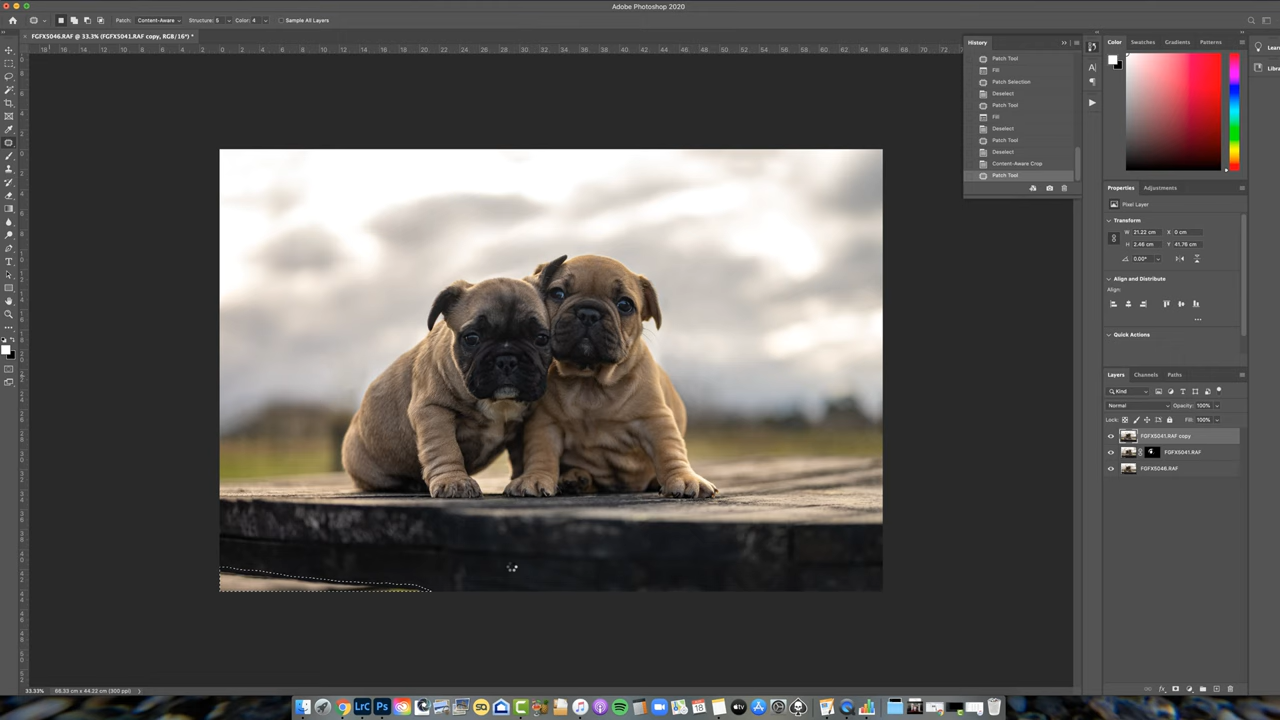 Adobe Photoshop 2020
Patch: Content-Aware Structure: 5 Color: 4 Sample All Layers
FGFX5046.RAF @ 33.3% (FGFX5041.RAF copy, RGB/16*) *
History
Patch Tool
Fill
Patch Selection
Deselect
Patch Tool
Fill
Deselect
Patch Tool
Deselect
Content-Aware Crop
Patch Tool
Color Swatches Gradients Patterns
Learn
Libra
Properties Adjustments
Pixel Layer
Transform
W 21.22 cm X 0 cm
H 2.46 cm Y 41.76 cm
0.00°
Align and Distribute
Align:
Quick Actions
Layers Channels Paths
Kind
Normal Opacity: 100%
Lock: Fill: 100%
FGFX5041.RAF copy
FGFX5041.RAF
FGFX5046.RAF
33.33% 66.33 cm x 44.22 cm (300 ppi)
LrC Ps